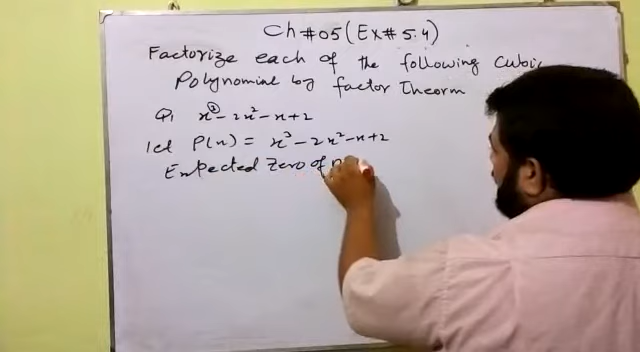 Ch#05(Ex#5.4)
Factorize each of the following Cubic
Polynomial by factor Theorm
Q1 x³-2x²-x+2
let P(x) = x³-2x²-x+2
Expected Zero of